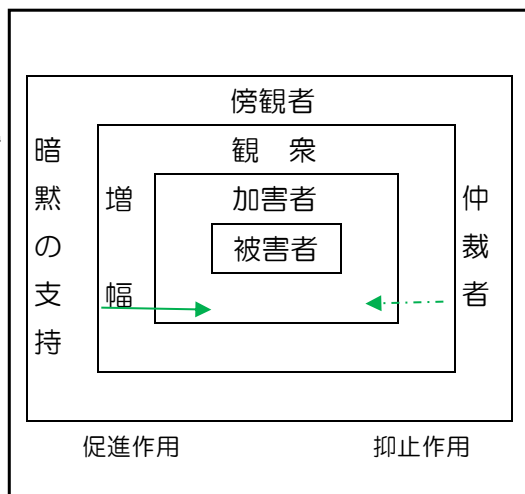 傍観者
観　衆
加害者
被害者
暗黙の支持
増幅
仲裁者
促進作用
抑止作用